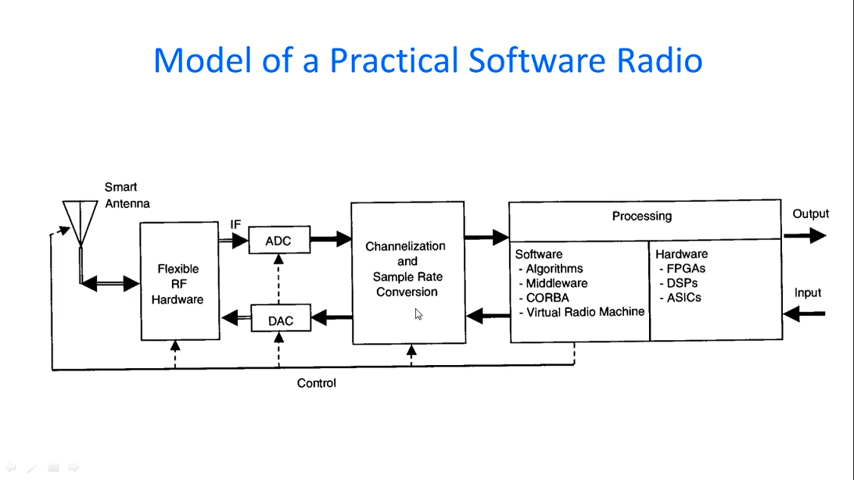 Model of a Practical Software Radio
Smart
Antenna
IF
ADC
DAC
Flexible
RF
Hardware
Channelization
and
Sample Rate
Conversion
Processing
Software
- Algorithms
- Middleware
- CORBA
- Virtual Radio Machine
Hardware
- FPGAs
- DSPs
- ASICs
Output
Input
Control